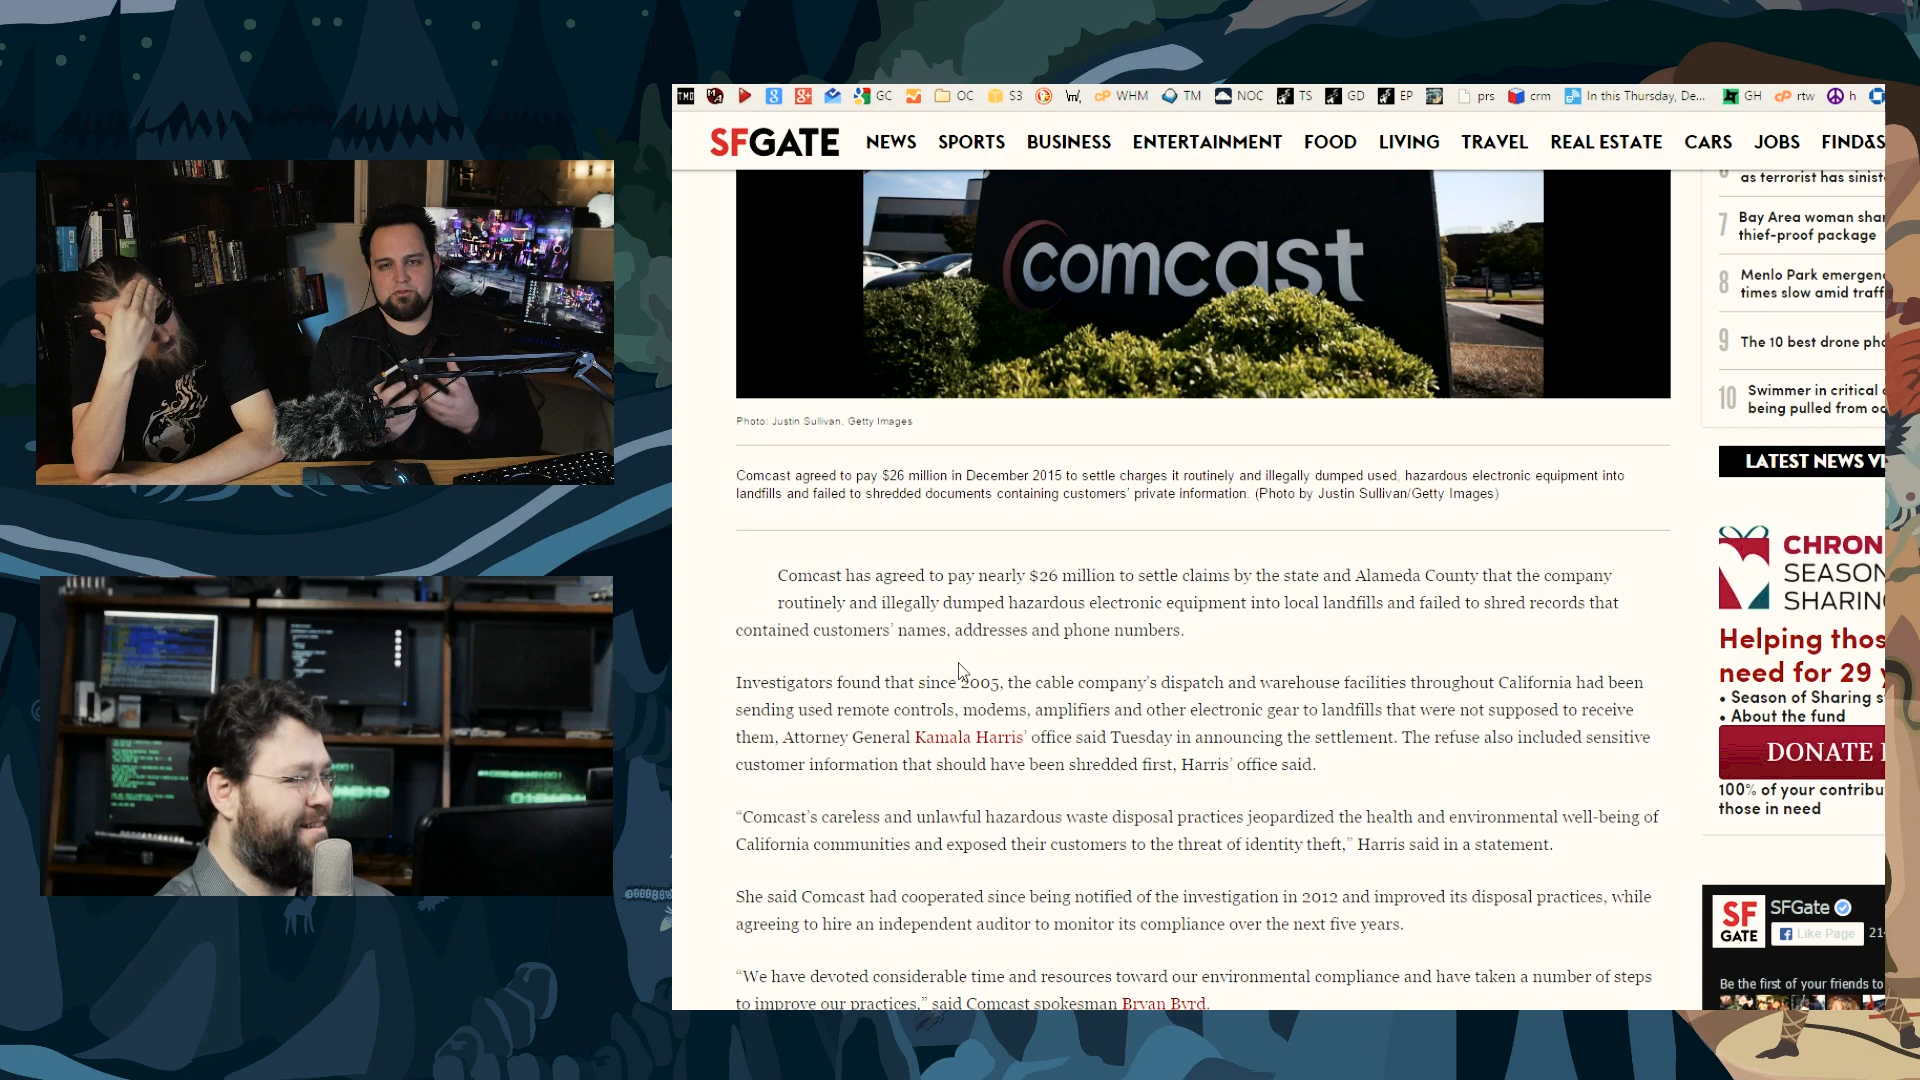 TMD
GC
OC
S3
WHM
TM
NOC
TS
GD
EP
prs
crm
In this Thursday, De...
GH
rtw
h
SFGATE
NEWS SPORTS BUSINESS ENTERTAINMENT FOOD LIVING TRAVEL REAL ESTATE CARS JOBS FIND&S
comcast
Photo: Justin Sullivan, Getty Images
Comcast agreed to pay $26 million in December 2015 to settle charges it routinely and illegally dumped used, hazardous electronic equipment into
landfills and failed to shredded documents containing customers' private information. (Photo by Justin Sullivan/Getty Images)
Comcast has agreed to pay nearly $26 million to settle claims by the state and Alameda County that the company
routinely and illegally dumped hazardous electronic equipment into local landfills and failed to shred records that
contained customers’ names, addresses and phone numbers.
Investigators found that since 2005, the cable company’s dispatch and warehouse facilities throughout California had been
sending used remote controls, modems, amplifiers and other electronic gear to landfills that were not supposed to receive
them, Attorney General Kamala Harris’ office said Tuesday in announcing the settlement. The refuse also included sensitive
customer information that should have been shredded first, Harris’ office said.
“Comcast’s careless and unlawful hazardous waste disposal practices jeopardized the health and environmental well-being of
California communities and exposed their customers to the threat of identity theft,” Harris said in a statement.
She said Comcast had cooperated since being notified of the investigation in 2012 and improved its disposal practices, while
agreeing to hire an independent auditor to monitor its compliance over the next five years.
“We have devoted considerable time and resources toward our environmental compliance and have taken a number of steps
to improve our practices,” said Comcast spokesman Bryan Byrd.
as terrorist has sinist
7 Bay Area woman shar
thief-proof package
8 Menlo Park emergenc
times slow amid traff
9 The 10 best drone pho
10 Swimmer in critical c
being pulled from oc
LATEST NEWS VI
CHRON
SEASON
SHARING
Helping thos
need for 29 y
• Season of Sharing s
• About the fund
DONATE
100% of your contribu
those in need
SF
GATE
SFGate
Like Page 21
Be the first of your friends to